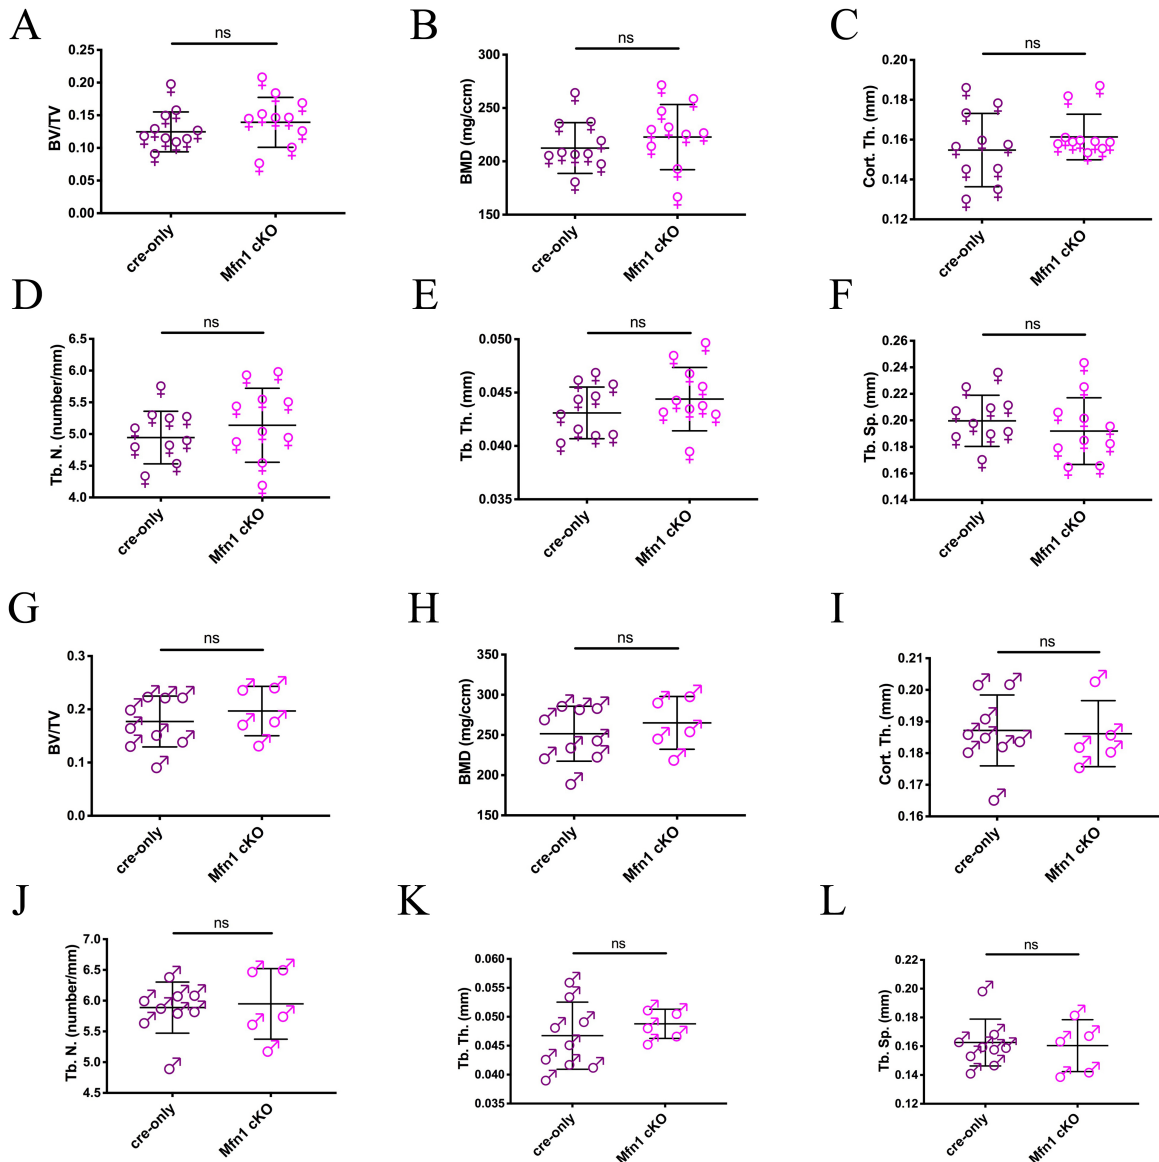 A
ns
BV/TV
0.25
0.20
0.15
0.10
0.05
0.00
cre-only
Mfn1 cKO
B
ns
BMD (mg/ccm)
300
250
200
150
cre-only
Mfn1 cKO
C
ns
Cort. Th. (mm)
0.20
0.18
0.16
0.14
0.12
cre-only
Mfn1 cKO
D
ns
Tb. N. (number/mm)
6.5
6.0
5.5
5.0
4.5
4.0
cre-only
Mfn1 cKO
E
ns
Tb. Th. (mm)
0.050
0.045
0.040
0.035
cre-only
Mfn1 cKO
F
ns
Tb. Sp. (mm)
0.26
0.24
0.22
0.20
0.18
0.16
0.14
cre-only
Mfn1 cKO
G
ns
BV/TV
0.3
0.2
0.1
0.0
cre-only
Mfn1 cKO
H
ns
BMD (mg/ccm)
350
300
250
200
150
cre-only
Mfn1 cKO
I
ns
Cort. Th. (mm)
0.21
0.20
0.19
0.18
0.17
0.16
cre-only
Mfn1 cKO
J
ns
Tb. N. (number/mm)
7.0
6.5
6.0
5.5
5.0
4.5
cre-only
Mfn1 cKO
K
ns
Tb. Th. (mm)
0.060
0.055
0.050
0.045
0.040
0.035
cre-only
Mfn1 cKO
L
ns
Tb. Sp. (mm)
0.22
0.20
0.18
0.16
0.14
0.12
cre-only
Mfn1 cKO